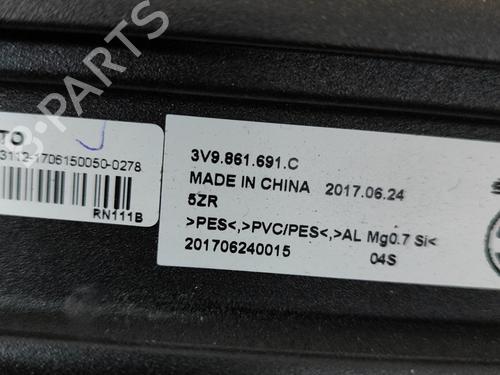 TO
3112-1706150050-0278
RN111B
3V9.861.691.C
MADE IN CHINA 2017.06.24
5ZR
>PES<,>PVC/PES<,>AL Mg0.7 Si<
201706240015 04S
B-PARTS